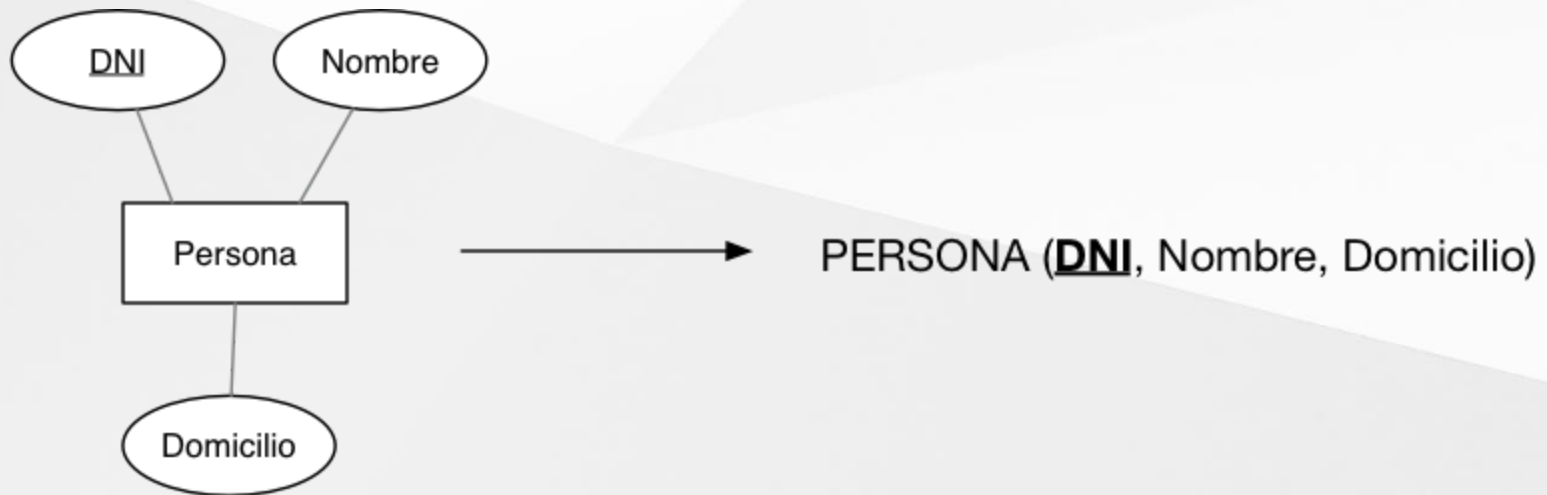 DNI
Nombre
Persona
PERSONA (DNI, Nombre, Domicilio)
Domicilio